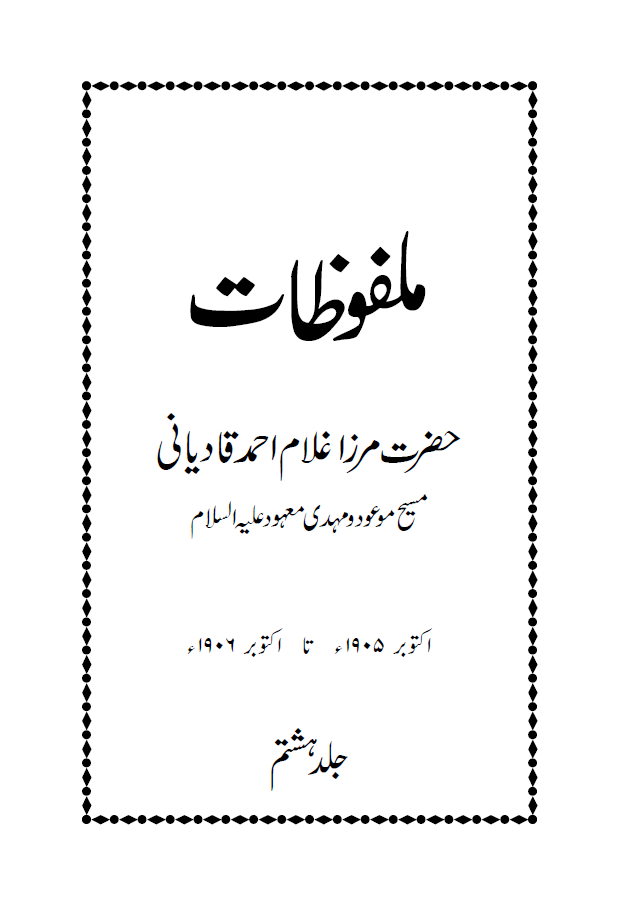 ملفوظات
حضرت مرزا غلام احمد قادیانی
مسیح موعود و مہدی معہود علیہ السلام
اکتوبر ۱۹۰۵ء تا اکتوبر ۱۹۰۶ء
جلد ہشتم